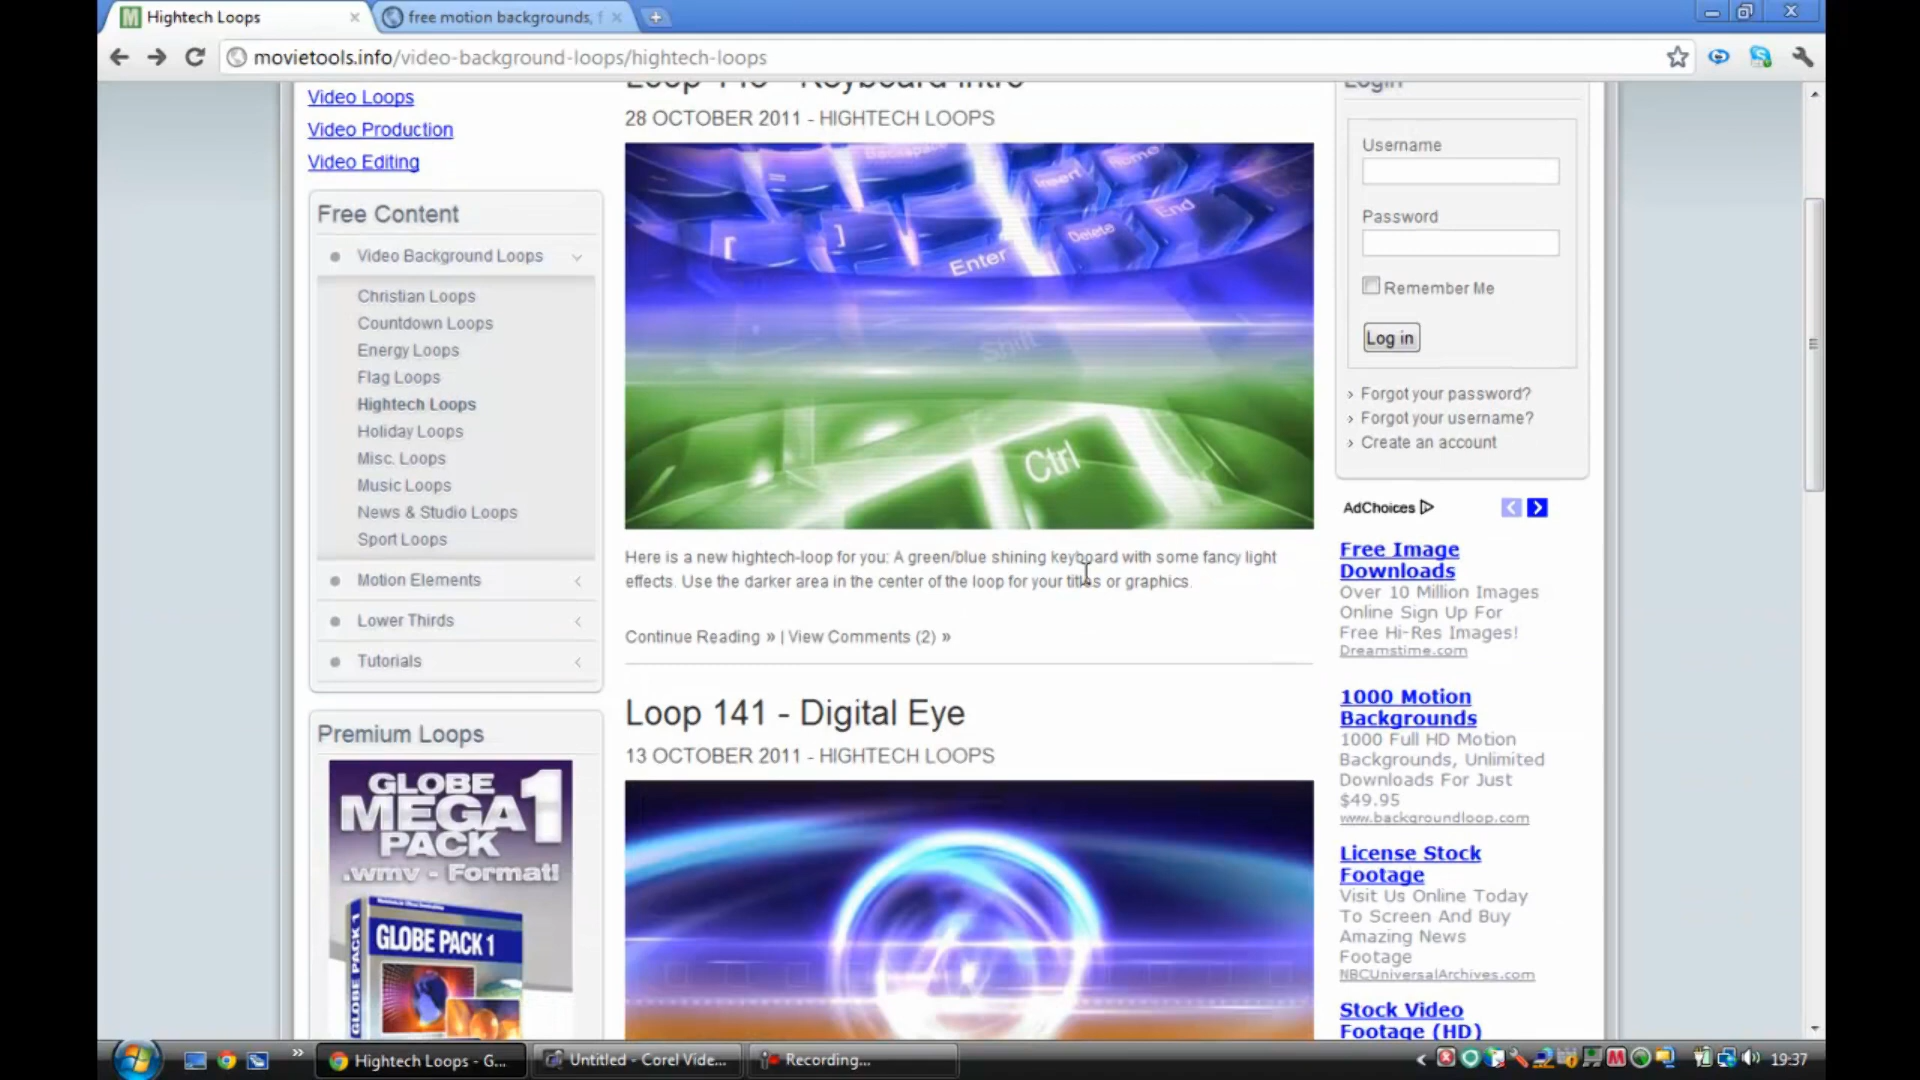 Hightech Loops
free motion backgrounds, f
movietools.info/video-background-loops/hightech-loops
Video Loops
Video Production
Video Editing
Free Content
Video Background Loops
Christian Loops
Countdown Loops
Energy Loops
Flag Loops
Hightech Loops
Holiday Loops
Misc. Loops
Music Loops
News & Studio Loops
Sport Loops
Motion Elements
Lower Thirds
Tutorials
Premium Loops
GLOBE
MEGA 1
PACK
.wmv - Format!
GLOBE PACK 1
GLOBE PACK 1
Keyboard Intro
28 OCTOBER 2011 - HIGHTECH LOOPS
Backspace
Home
Insert
=
End
[
]
Delete
Enter
Shift
Ctrl
Here is a new hightech-loop for you: A green/blue shining keyboard with some fancy light
effects. Use the darker area in the center of the loop for your titles or graphics.
Continue Reading » | View Comments (2) »
Loop 141 - Digital Eye
13 OCTOBER 2011 - HIGHTECH LOOPS
Login
Username
Password
Remember Me
Log in
Forgot your password?
Forgot your username?
Create an account
AdChoices
Free Image
Downloads
Over 10 Million Images
Online Sign Up For
Free Hi-Res Images!
Dreamstime.com
1000 Motion
Backgrounds
1000 Full HD Motion
Backgrounds, Unlimited
Downloads For Just
$49.95
www.backgroundloop.com
License Stock
Footage
Visit Us Online Today
To Screen And Buy
Amazing News
Footage
NBCUniversalArchives.com
Stock Video
Footage (HD)
Hightech Loops - G...
Untitled - Corel Vide...
Recording...
19:37